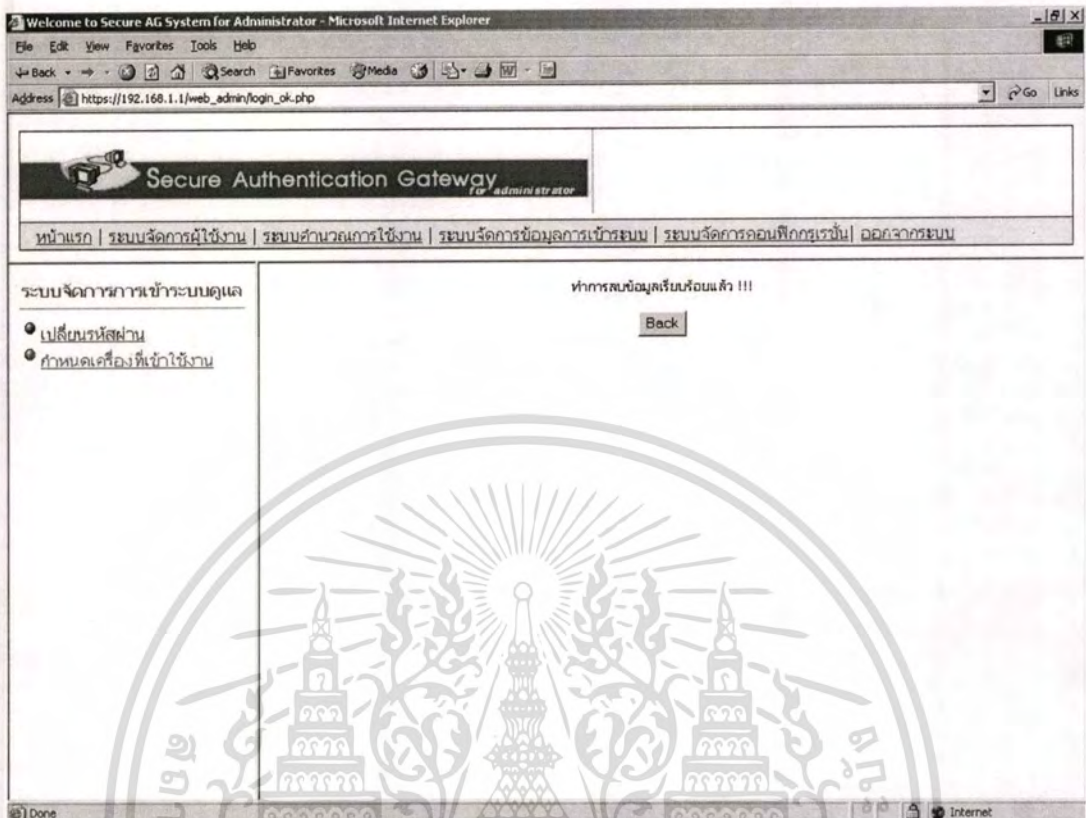 Welcome to Secure AG System for Administrator - Microsoft Internet Explorer
File Edit View Favorites Tools Help
Back Search Favorites Media
Address https://192.168.1.1/web_admin/login_ok.php Go Links
Secure Authentication Gateway
for administrator
หน้าแรก | ระบบจัดการผู้ใช้งาน | ระบบคำนวณการใช้งาน | ระบบจัดการข้อมูลการเข้าระบบ | ระบบจัดการคอนฟิกกรูเรชั่น| ออกจากระบบ
ระบบจัดการการเข้าระบบดูแล
เปลี่ยนรหัสผ่าน
กำหนดเครื่องที่เข้าใช้งาน
ทำการลบข้อมูลเรียบร้อยแล้ว !!!
Back
Done Internet